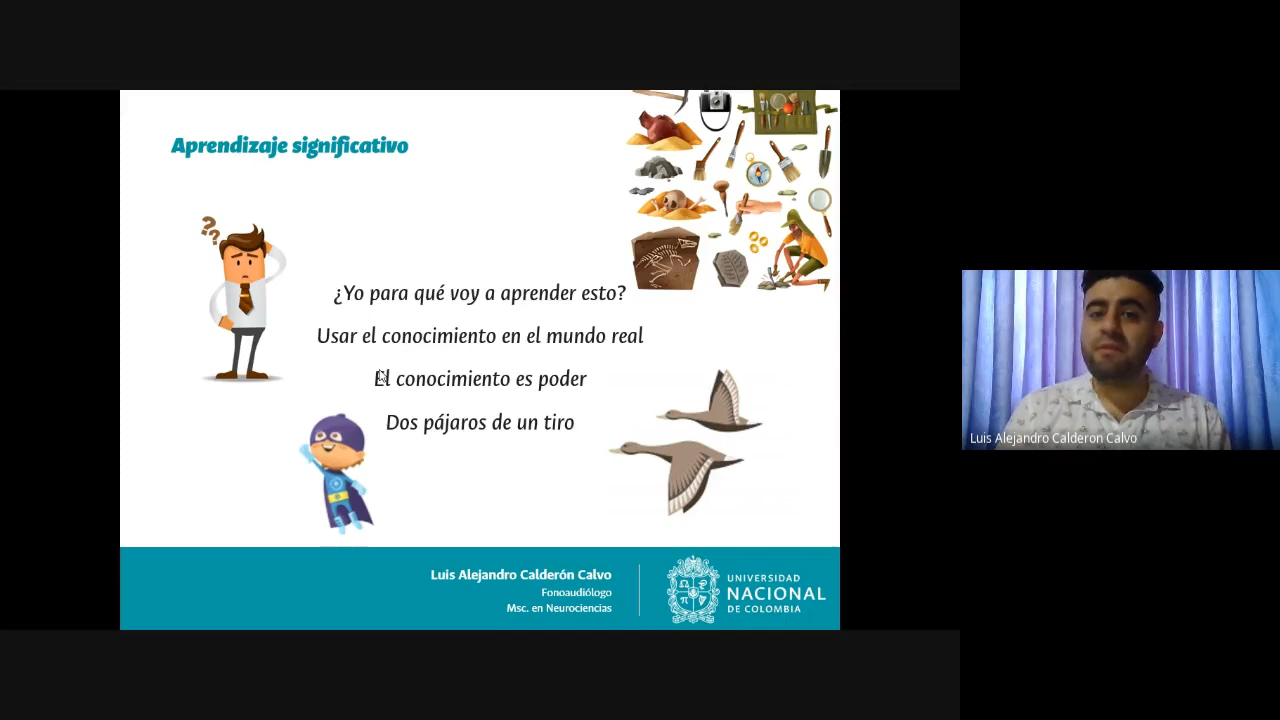 Aprendizaje significativo
??
¿Yo para qué voy a aprender esto?
Usar el conocimiento en el mundo real
El conocimiento es poder
Dos pájaros de un tiro
Luis Alejandro Calderón Calvo
Fonoaudiólogo
Msc. en Neurociencias
UNIVERSIDAD
NACIONAL
DE COLOMBIA
Luis Alejandro Calderon Calvo